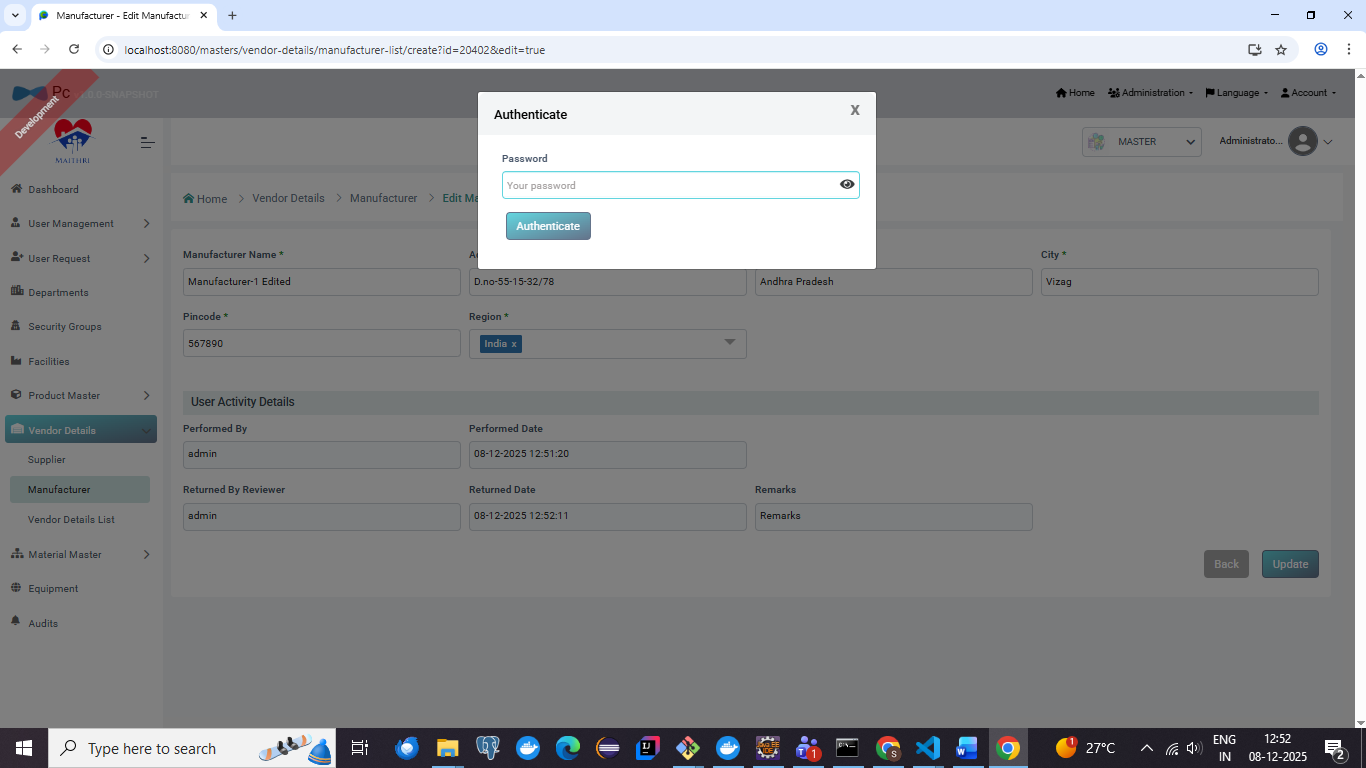 Manufacturer - Edit Manufactur
localhost:8080/masters/vendor-details/manufacturer-list/create?id=20402&edit=true
Development
Pc
1.0.0-SNAPSHOT
Home
Administration
Language
Account
MAITHRI
MASTER
Administrato...
Authenticate
X
Password
Your password
Authenticate
Dashboard
User Management
User Request
Departments
Security Groups
Facilities
Product Master
Vendor Details
Supplier
Manufacturer
Vendor Details List
Material Master
Equipment
Audits
Home > Vendor Details > Manufacturer > Edit Ma
Manufacturer Name *
Manufacturer-1 Edited
D.no-55-15-32/78
Andhra Pradesh
City *
Vizag
Pincode *
567890
Region *
India x
User Activity Details
Performed By
admin
Performed Date
08-12-2025 12:51:20
Returned By Reviewer
admin
Returned Date
08-12-2025 12:52:11
Remarks
Remarks
Back
Update
Type here to search
27°C
ENG
IN
12:52
08-12-2025